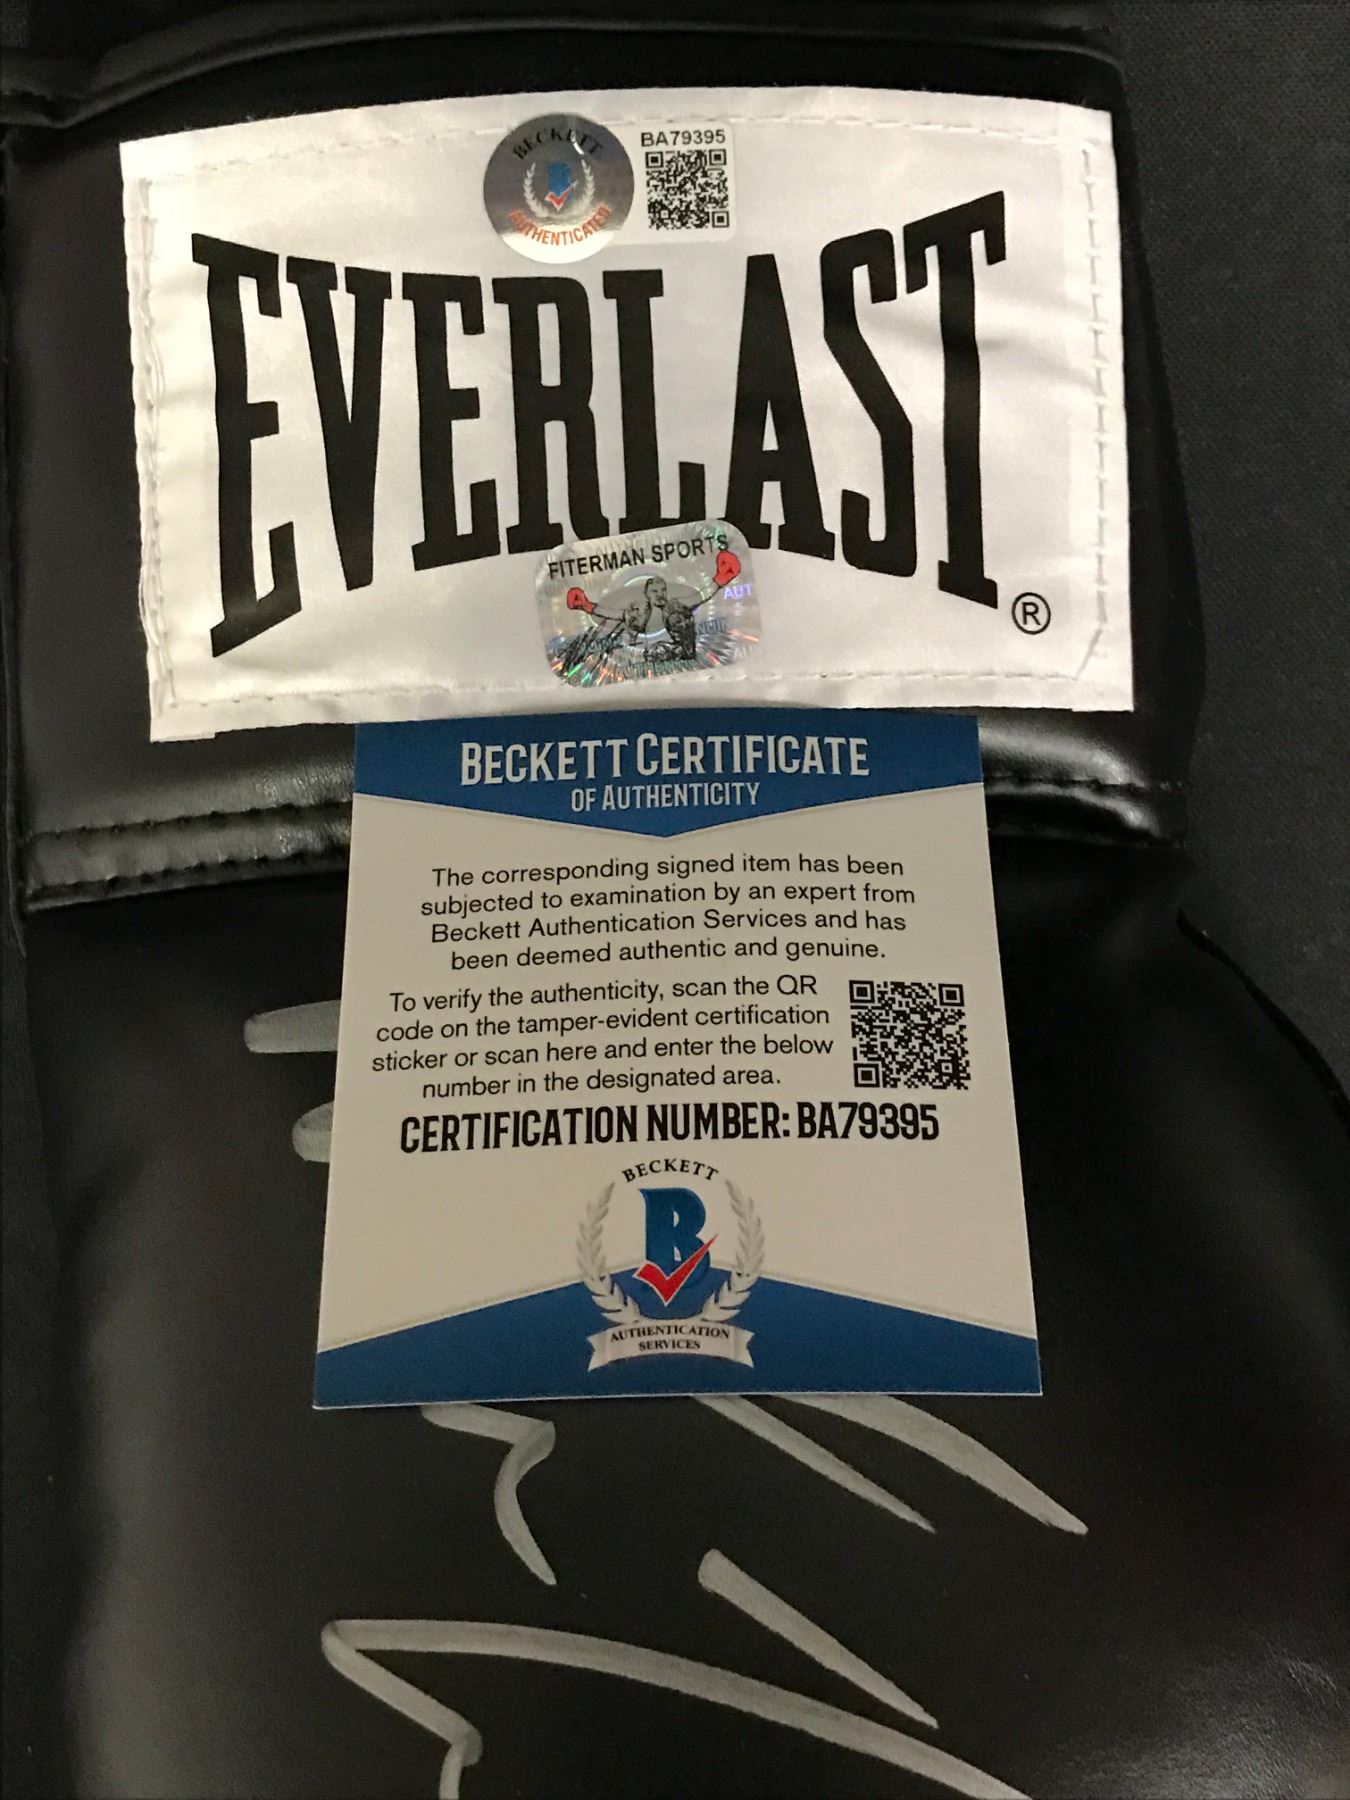 BECKETT
AUTHENTICATED
BA79395
EVERLAST
®
FITERMAN SPORTS
BECKETT CERTIFICATE
OF AUTHENTICITY
The corresponding signed item has been
subjected to examination by an expert from
Beckett Authentication Services and has
been deemed authentic and genuine.
To verify the authenticity, scan the QR
code on the tamper-evident certification
sticker or scan here and enter the below
number in the designated area.
CERTIFICATION NUMBER: BA79395
BECKETT
B
AUTHENTICATION
SERVICES